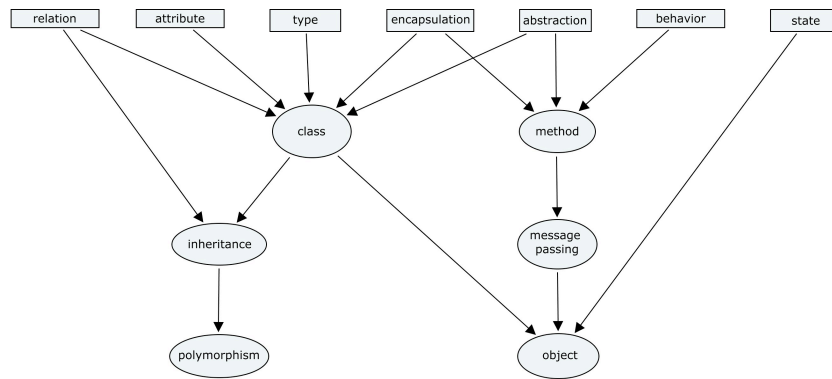 relation
attribute
type
encapsulation
abstraction
behavior
state
class
method
inheritance
message
passing
polymorphism
object